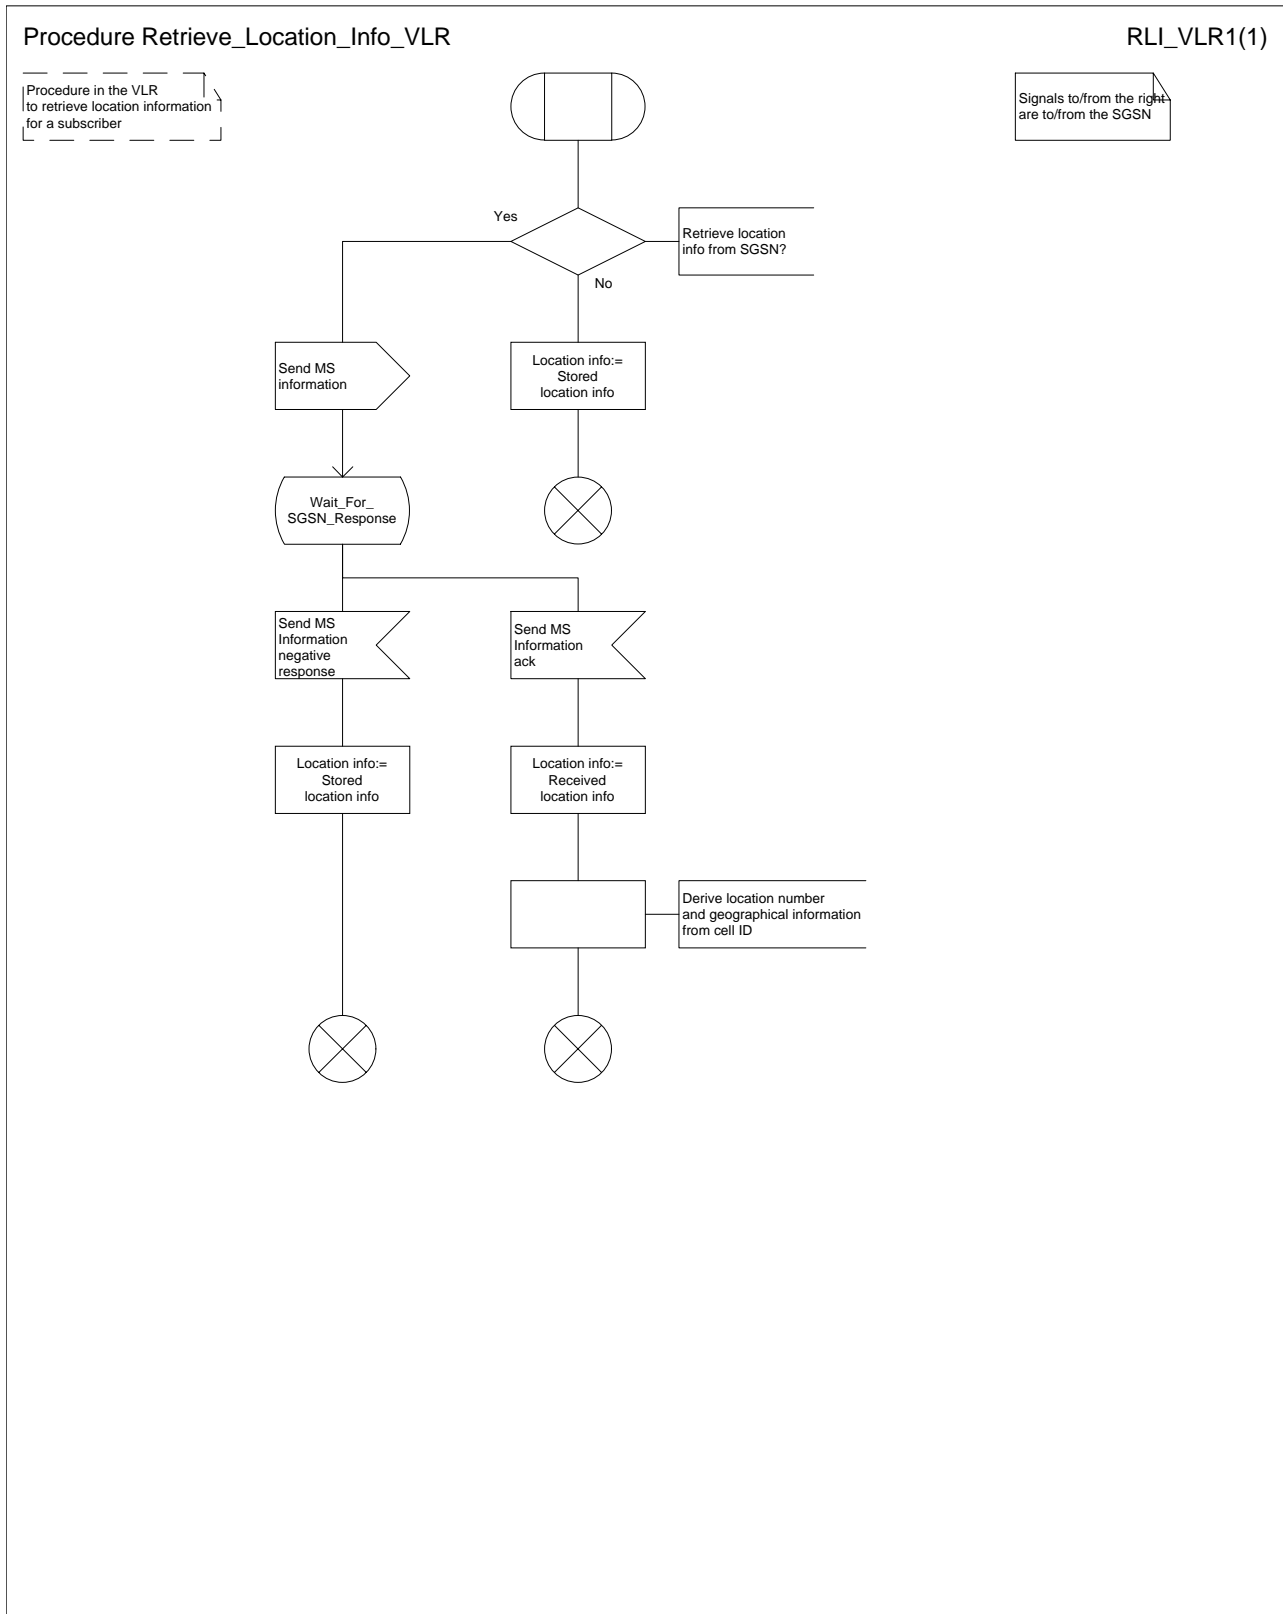 Procedure Retrieve_Location_Info_VLR
RLI_VLR1(1)
Procedure in the VLR
to retrieve location information
for a subscriber
Signals to/from the right
are to/from the SGSN
Yes
Retrieve location
info from SGSN?
No
Send MS
information
Location info:=
Stored
location info
Wait_For_
SGSN_Response
Send MS
Information
negative
response
Send MS
Information
ack
Location info:=
Stored
location info
Location info:=
Received
location info
Derive location number
and geographical information
from cell ID